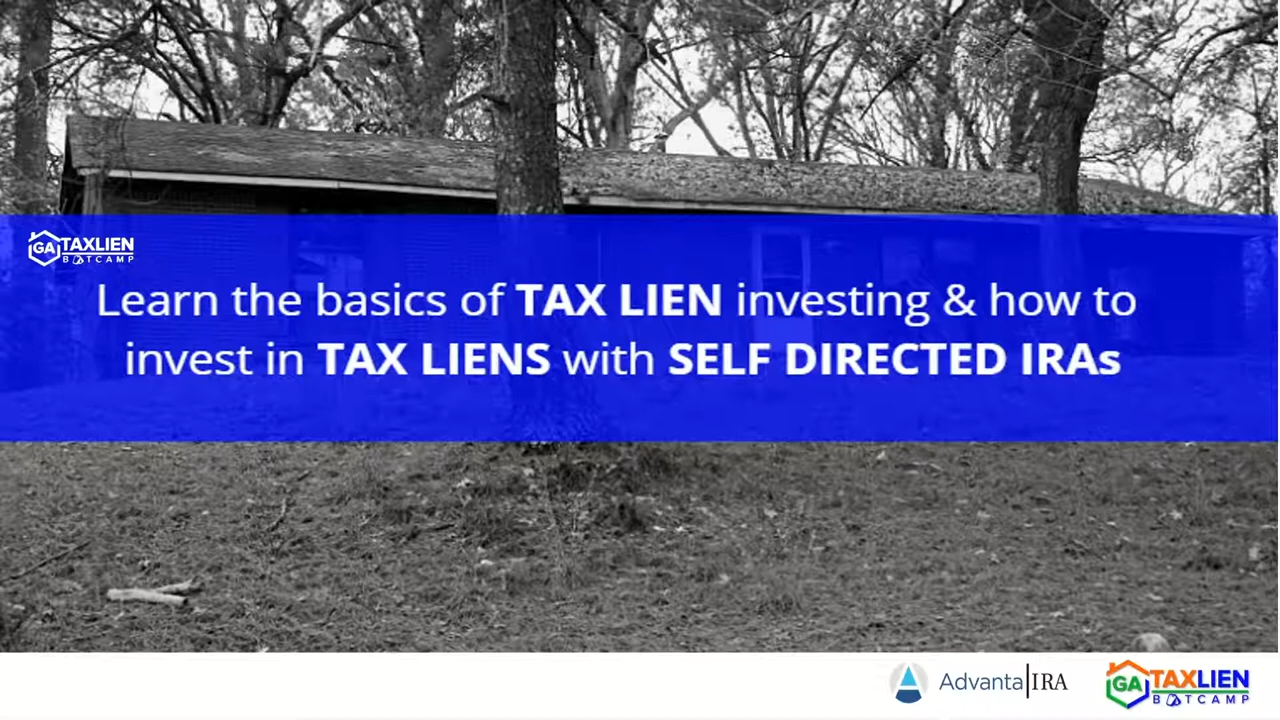 GA TAXLIEN
BOOTCAMP
Learn the basics of TAX LIEN investing & how to
invest in TAX LIENS with SELF DIRECTED IRAs
Advanta|IRA
GA TAXLIEN
BOOTCAMP